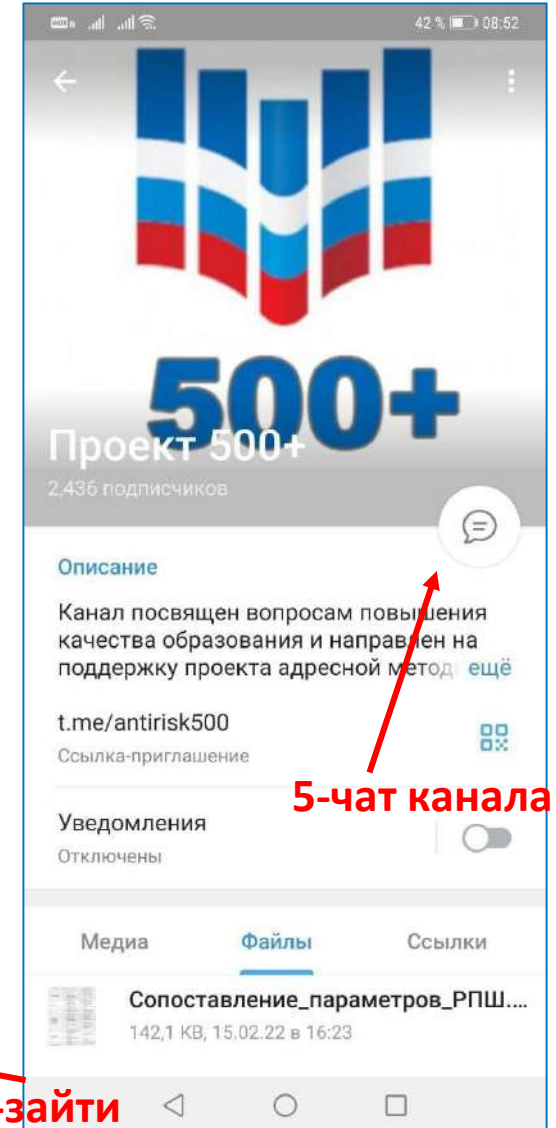 42 % 08:52
500+
Проект 500+
2,436 подписчиков
Описание
Канал посвящен вопросам повышения
качества образования и направлен на
поддержку проекта адресной метод ещё
t.me/antirisk500
Ссылка-приглашение
5-чат канала
Уведомления
Отключены
Медиа Файлы Ссылки
Сопоставление_параметров_РПШ....
142,1 KB, 15.02.22 в 16:23
-зайти